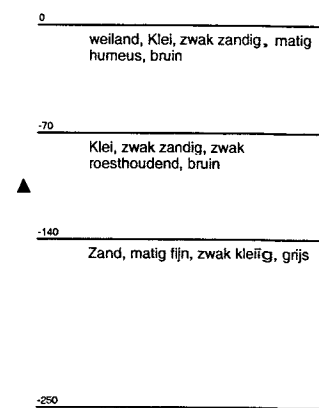 0
weiland, Klei, zwak zandig, matig
humeus, bruin
-70
Klei, zwak zandig, zwak
roesthoudend, bruin
-140
Zand, matig fijn, zwak kleiïg, grijs
-250